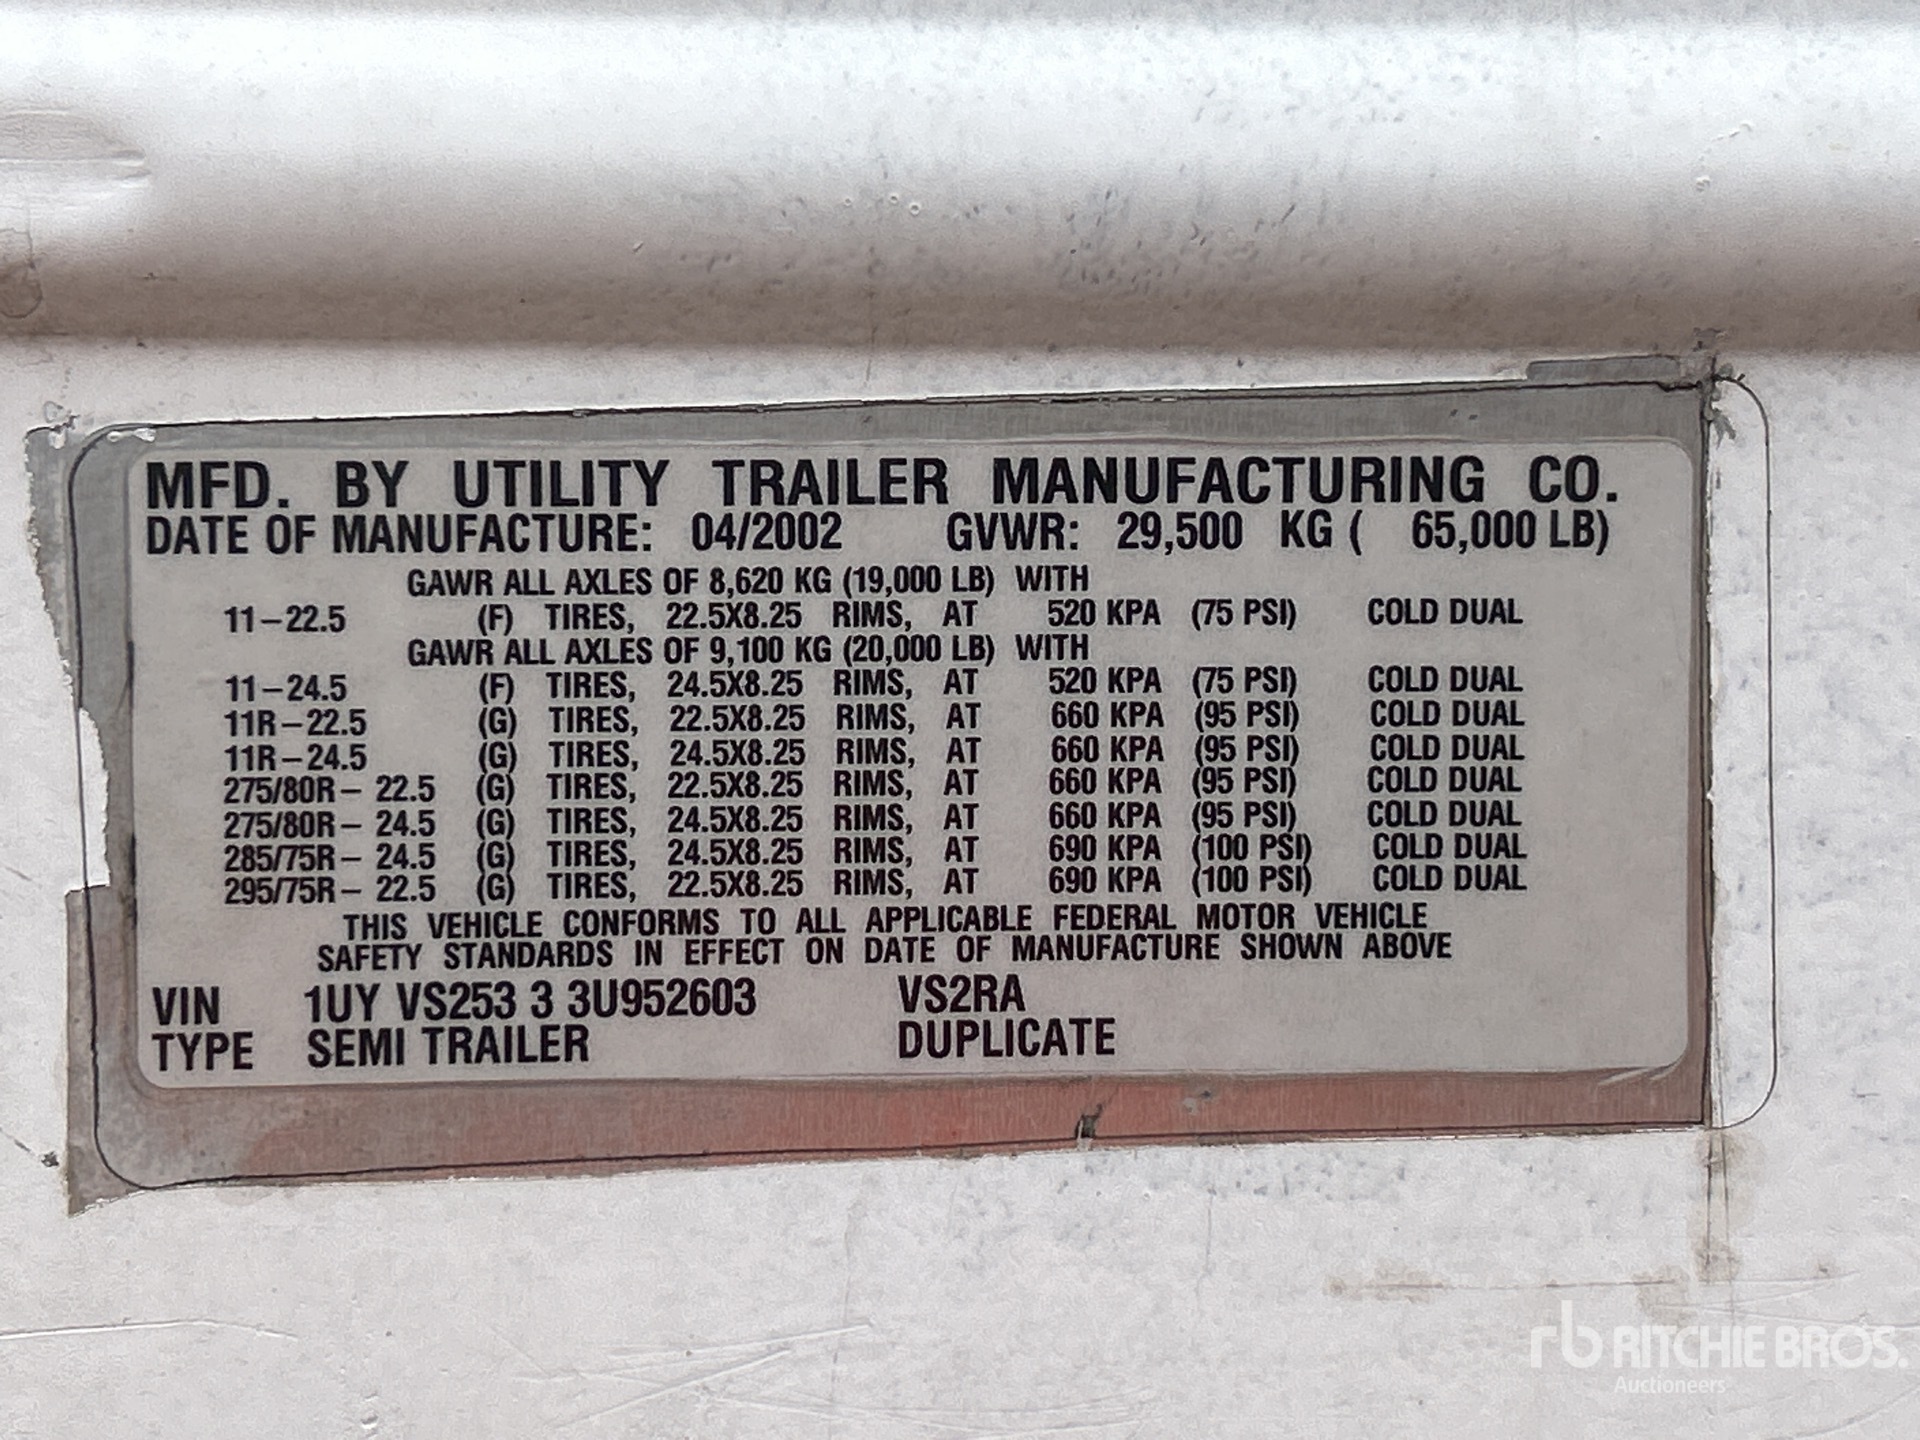 MFD. BY UTILITY TRAILER MANUFACTURING CO.
DATE OF MANUFACTURE: 04/2002 GVWR: 29,500 KG ( 65,000 LB)
GAWR ALL AXLES OF 8,620 KG (19,000 LB) WITH
11-22.5 (F) TIRES, 22.5X8.25 RIMS, AT 520 KPA (75 PSI) COLD DUAL
GAWR ALL AXLES OF 9,100 KG (20,000 LB) WITH
11-24.5 (F) TIRES, 24.5X8.25 RIMS, AT 520 KPA (75 PSI) COLD DUAL
11R-22.5 (G) TIRES, 22.5X8.25 RIMS, AT 660 KPA (95 PSI) COLD DUAL
11R-24.5 (G) TIRES, 24.5X8.25 RIMS, AT 660 KPA (95 PSI) COLD DUAL
275/80R- 22.5 (G) TIRES, 22.5X8.25 RIMS, AT 660 KPA (95 PSI) COLD DUAL
275/80R- 24.5 (G) TIRES, 24.5X8.25 RIMS, AT 660 KPA (95 PSI) COLD DUAL
285/75R- 24.5 (G) TIRES, 24.5X8.25 RIMS, AT 690 KPA (100 PSI) COLD DUAL
295/75R- 22.5 (G) TIRES, 22.5X8.25 RIMS, AT 690 KPA (100 PSI) COLD DUAL
THIS VEHICLE CONFORMS TO ALL APPLICABLE FEDERAL MOTOR VEHICLE
SAFETY STANDARDS IN EFFECT ON DATE OF MANUFACTURE SHOWN ABOVE
VIN 1UY VS253 3 3U952603 VS2RA
TYPE SEMI TRAILER DUPLICATE
rb RITCHIE BROS.
Auctioneers